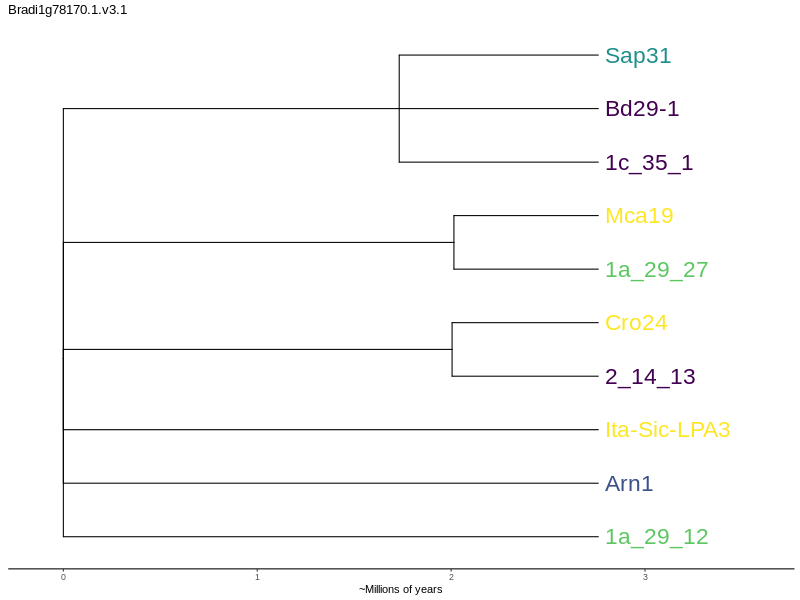 Bradi1g78170.1.v3.1
Sap31
Bd29-1
1c_35_1
Mca19
1a_29_27
Cro24
2_14_13
Ita-Sic-LPA3
Arn1
1a_29_12
0 1 2 3
~Millions of years